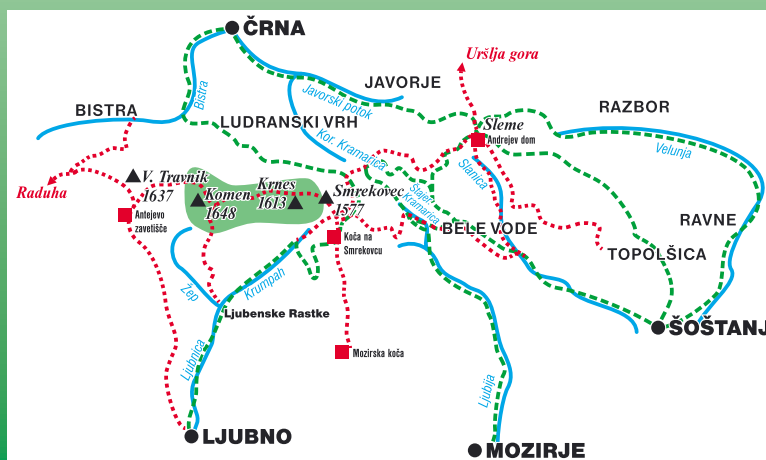 ČRNA
Uršlja gora
JAVORJE
BISTRA
Bistra
Javorski potok
RAZBOR
LUDRANSKI VRH
Kor. Kramarica
Sleme
Andrejev dom
Velunja
Slanica
Raduha
V. Travnik
1637
Komen
1648
Krnes
1613
Smrekovec
1577
Štajer.
Kramarica
Antejevo
zavetišče
Koča na
Smrekovcu
BELE VODE
RAVNE
TOPOLŠICA
Žep
Krumpah
Ljubenske Rastke
ŠOŠTANJ
Ljubnica
Mozirska koča
Ljubija
LJUBNO
MOZIRJE